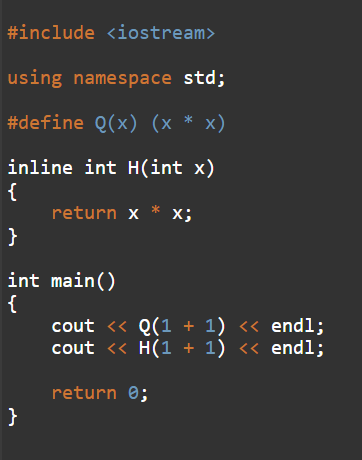 #include <iostream>
using namespace std;
#define Q(x) (x * x)
inline int H(int x)
{
    return x * x;
}
int main()
{
    cout << Q(1 + 1) << endl;
    cout << H(1 + 1) << endl;
    return 0;
}